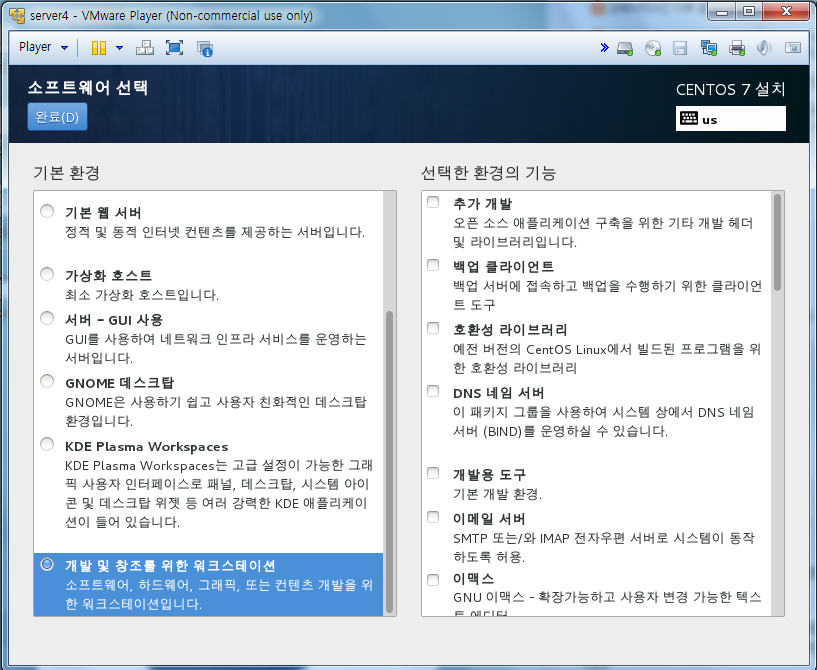 server4 - VMware Player (Non-commercial use only)
Player
소프트웨어 선택
CENTOS 7 설치
완료(D)
us
기본 환경
기본 웹 서버
정적 및 동적 인터넷 컨텐츠를 제공하는 서버입니다.
가상화 호스트
최소 가상화 호스트입니다.
서버 - GUI 사용
GUI를 사용하여 네트워크 인프라 서비스를 운영하는
서버입니다.
GNOME 데스크탑
GNOME은 사용하기 쉽고 사용자 친화적인 데스크탑
환경입니다.
KDE Plasma Workspaces
KDE Plasma Workspaces는 고급 설정이 가능한 그래
픽 사용자 인터페이스로 패널, 데스크탑, 시스템 아이
콘 및 데스크탑 위젯 등 여러 강력한 KDE 애플리케이
션이 들어 있습니다.
개발 및 창조를 위한 워크스테이션
소프트웨어, 하드웨어, 그래픽, 또는 컨텐츠 개발을 위
한 워크스테이션입니다.
선택한 환경의 기능
추가 개발
오픈 소스 애플리케이션 구축을 위한 기타 개발 헤더
및 라이브러리입니다.
백업 클라이언트
백업 서버에 접속하고 백업을 수행하기 위한 클라이언
트 도구
호환성 라이브러리
예전 버전의 CentOS Linux에서 빌드된 프로그램을 위
한 호환성 라이브러리
DNS 네임 서버
이 패키지 그룹을 사용하여 시스템 상에서 DNS 네임
서버 (BIND)를 운영하실 수 있습니다.
개발용 도구
기본 개발 환경.
이메일 서버
SMTP 또는/와 IMAP 전자우편 서버로 시스템이 동작
하도록 허용.
이맥스
GNU 이맥스 - 확장가능하고 사용자 변경 가능한 텍스
트 에디터